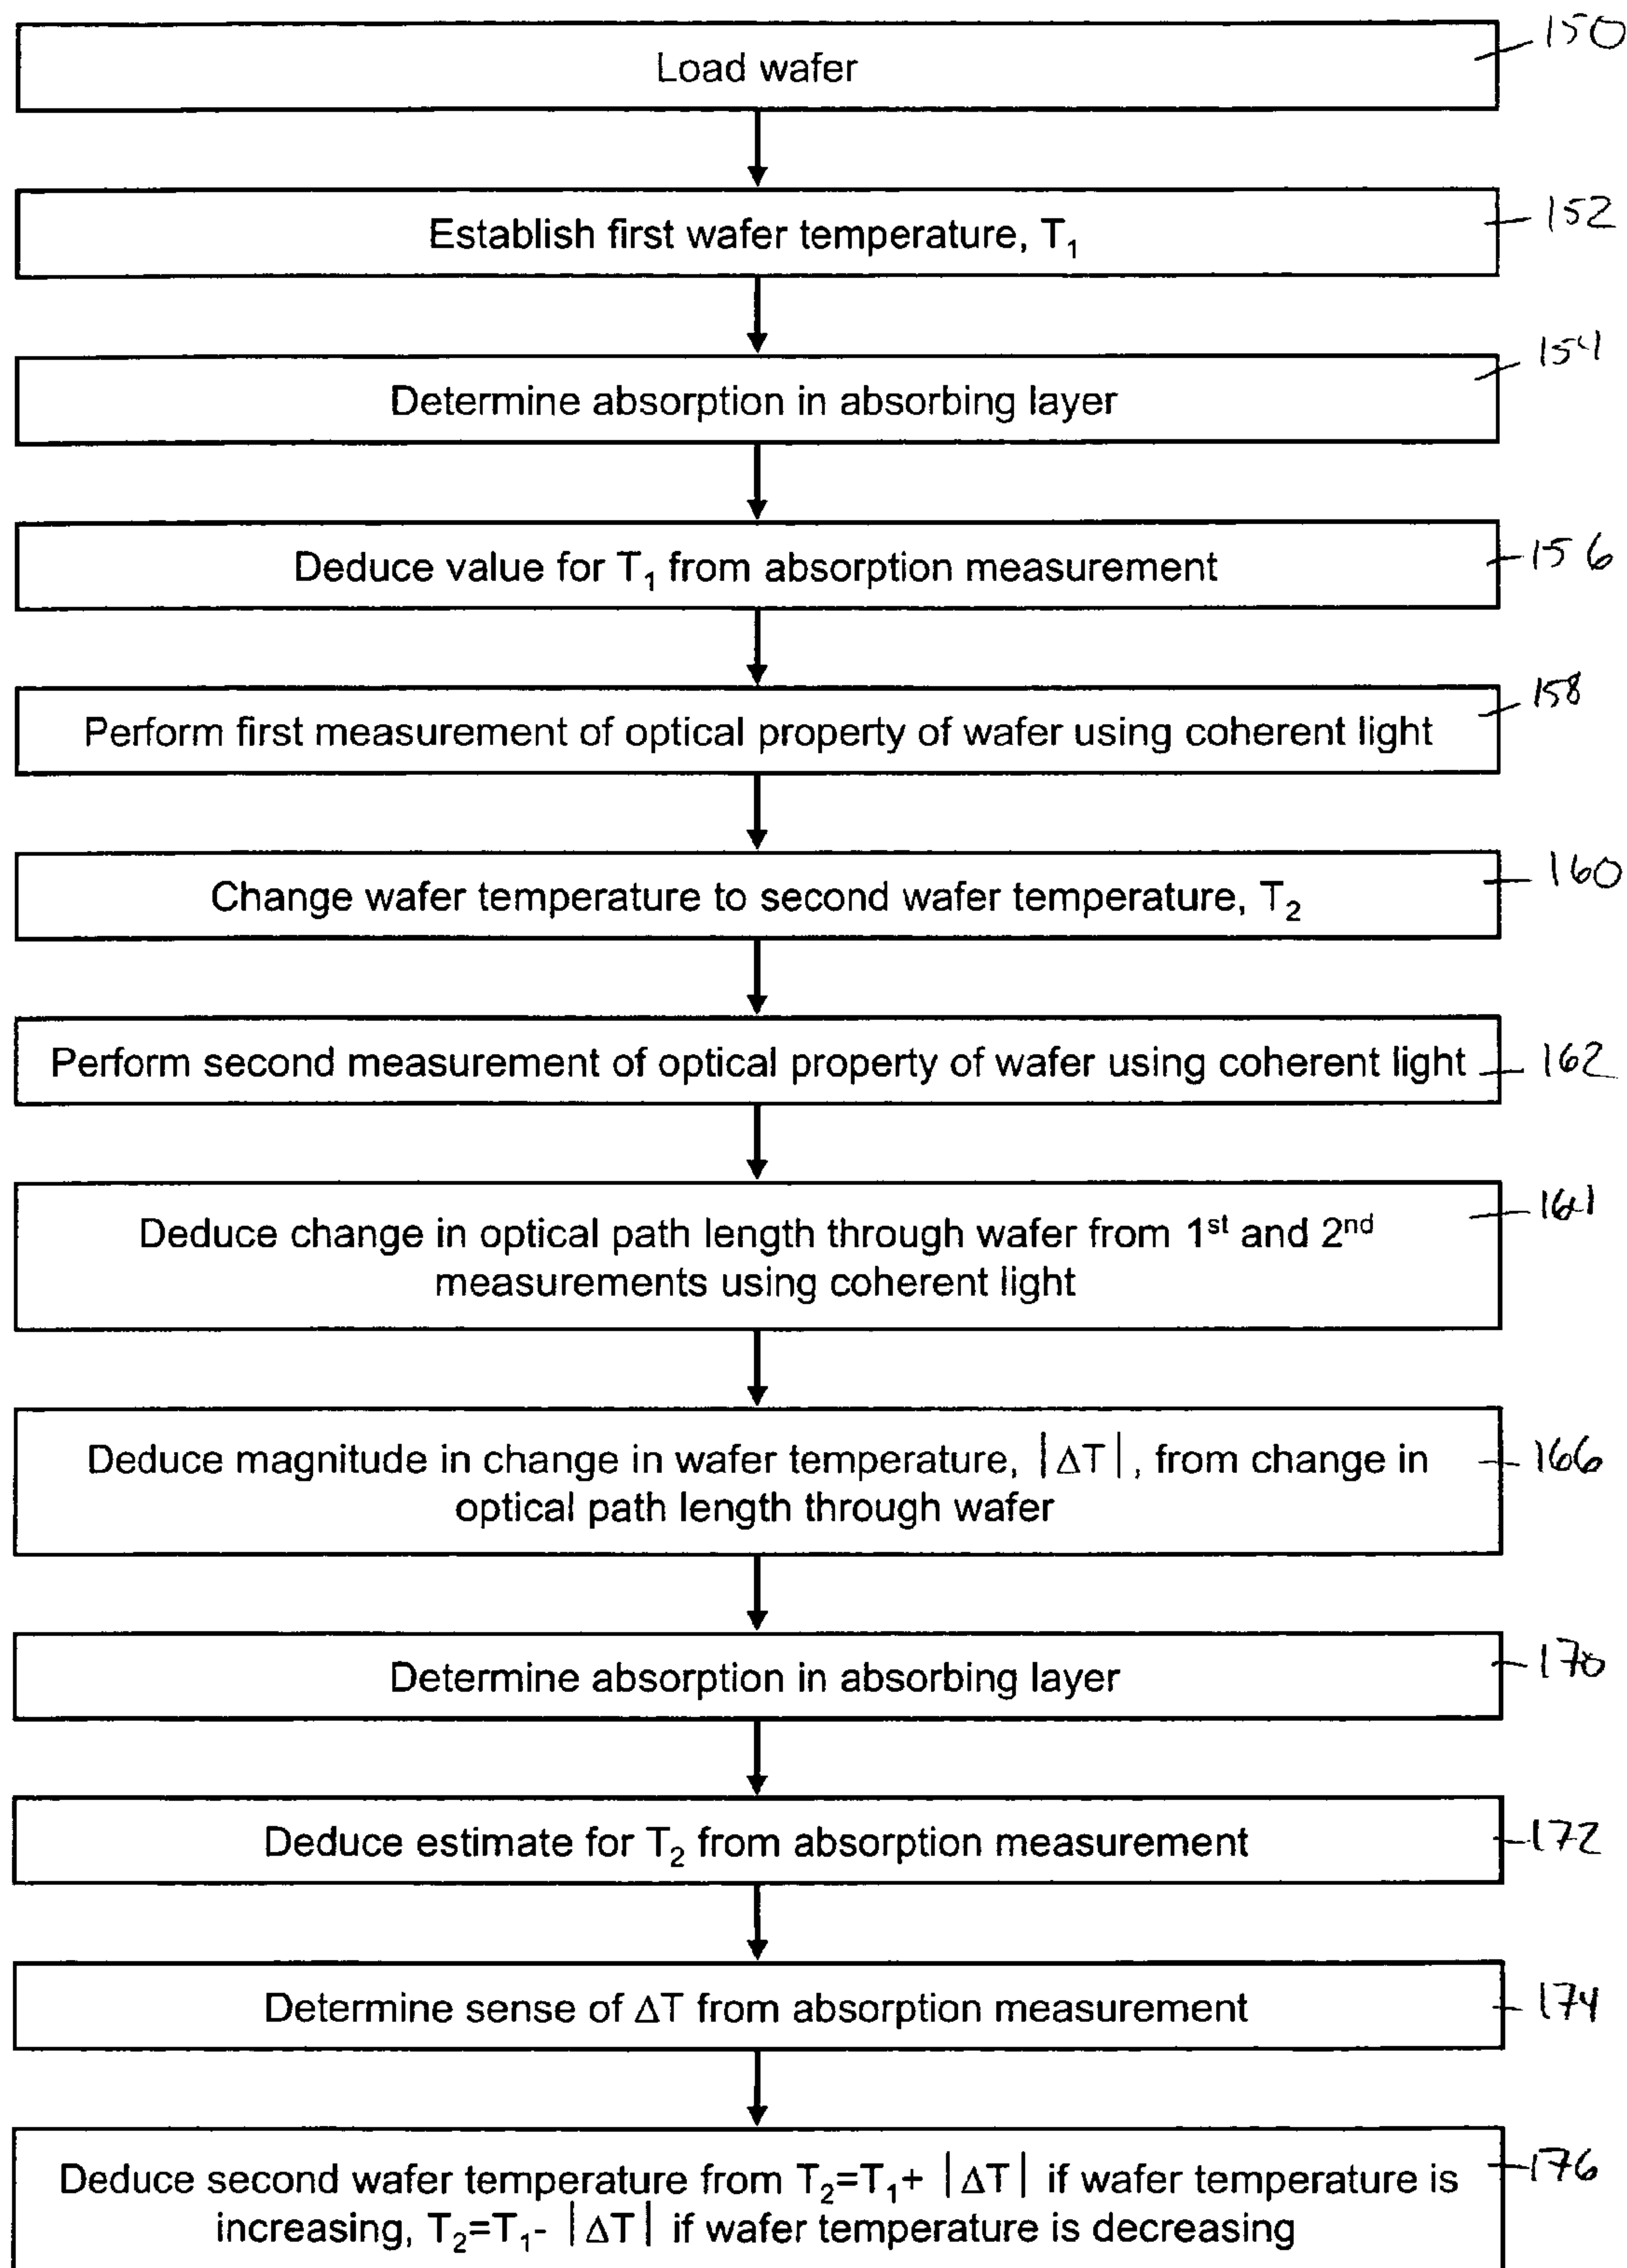 Load wafer
150
Establish first wafer temperature, T₁
152
Determine absorption in absorbing layer
154
Deduce value for T₁ from absorption measurement
156
Perform first measurement of optical property of wafer using coherent light
158
Change wafer temperature to second wafer temperature, T₂
160
Perform second measurement of optical property of wafer using coherent light
162
Deduce change in optical path length through wafer from 1ˢᵗ and 2ⁿᵈ
measurements using coherent light
164
Deduce magnitude in change in wafer temperature, |ΔT|, from change in
optical path length through wafer
166
Determine absorption in absorbing layer
170
Deduce estimate for T₂ from absorption measurement
172
Determine sense of ΔT from absorption measurement
174
Deduce second wafer temperature from T₂=T₁+ |ΔT| if wafer temperature is
increasing, T₂=T₁- |ΔT| if wafer temperature is decreasing
176